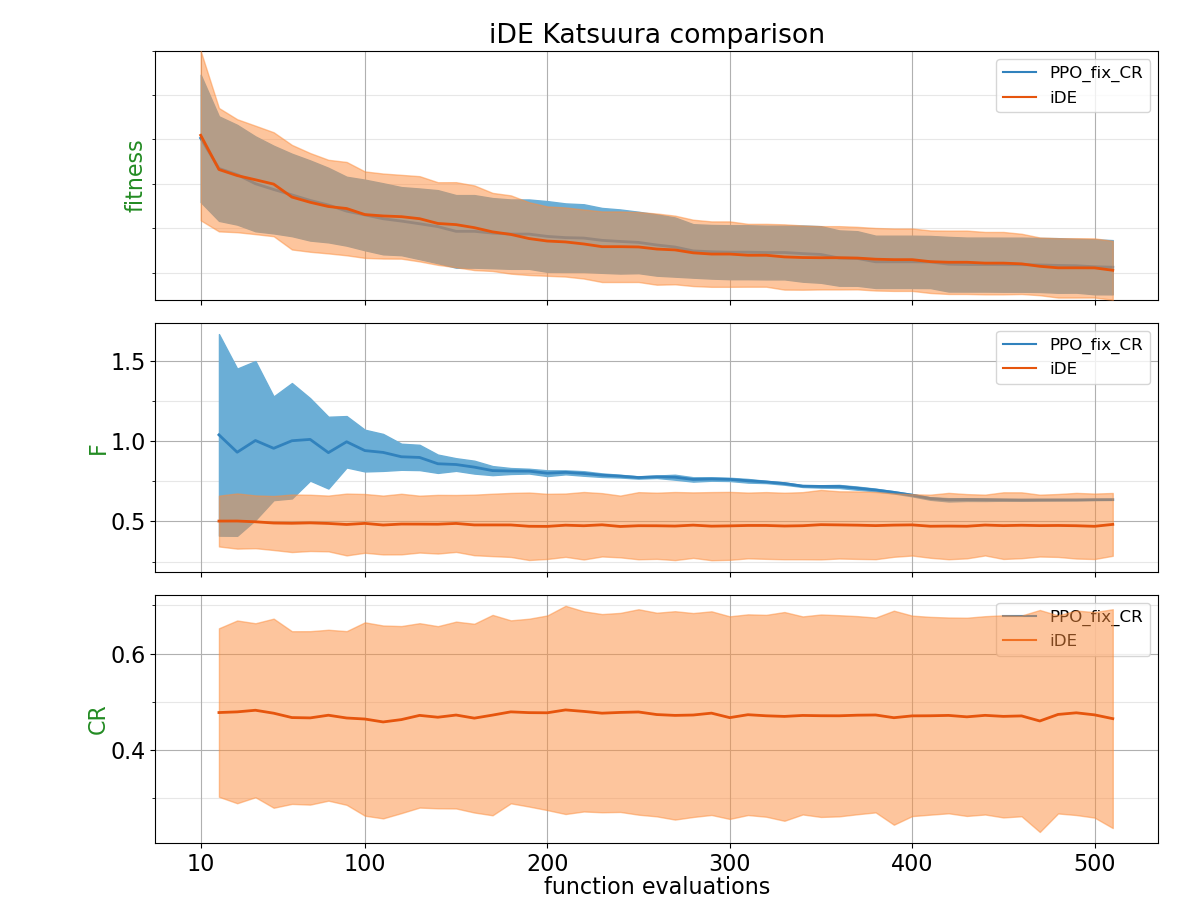 iDE Katsuura comparison
fitness
PPO_fix_CR
iDE
F
1.5
1.0
0.5
PPO_fix_CR
iDE
CR
0.6
0.4
PPO_fix_CR
iDE
10 100 200 300 400 500
function evaluations